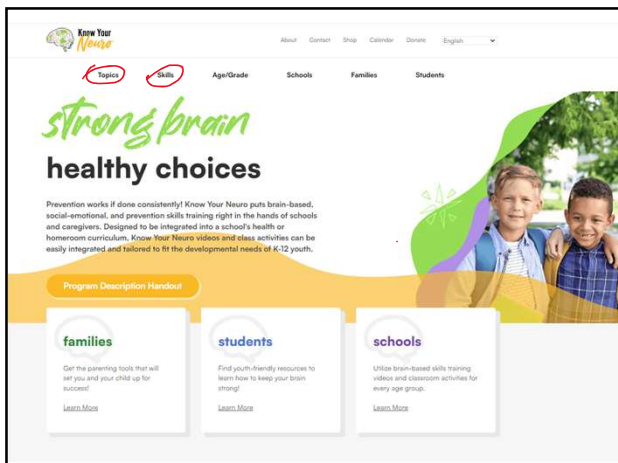 Know Your
Neuro
About Contact Shop Calendar Donate English
Topics Skills Age/Grade Schools Families Students
strong brain
healthy choices
Prevention works if done consistently! Know Your Neuro puts brain-based,
social-emotional, and prevention skills training right in the hands of schools
and caregivers. Designed to be integrated into a school's health or
homeroom curriculum, Know Your Neuro videos and class activities can be
easily integrated and tailored to fit the developmental needs of K-12 youth.
Program Description Handout
families
Get the parenting tools that will
set you and your child up for
success!
Learn More
students
Find youth-friendly resources to
learn how to keep your brain
strong!
Learn More
schools
Utilize brain-based skills training
videos and classroom activities for
every age group.
Learn More